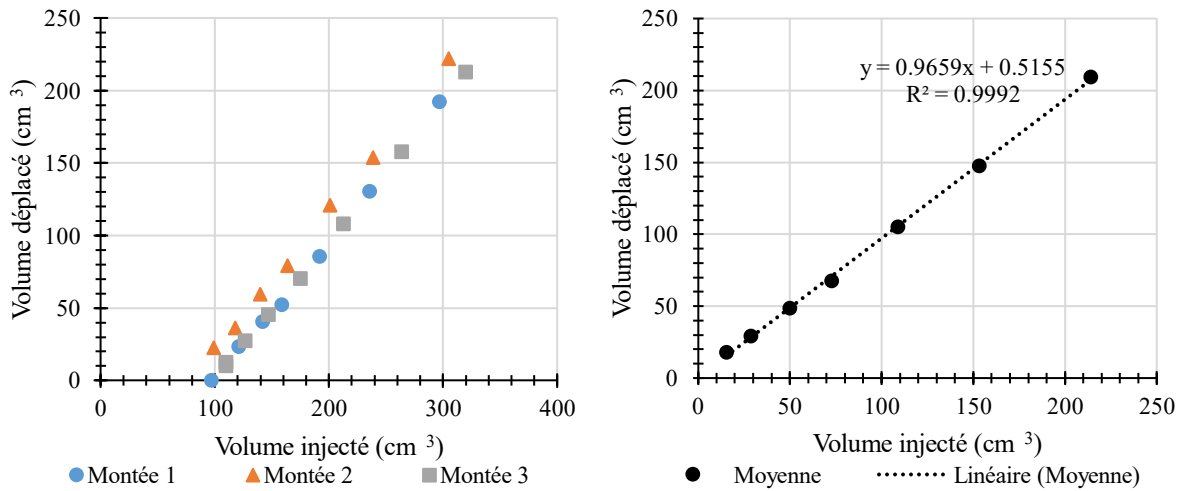 250
200
150
100
50
0
Volume déplacé (cm ³)
0 100 200 300 400
Volume injecté (cm ³)
Montée 1 Montée 2 Montée 3
250
200
150
100
50
0
Volume déplacé (cm ³)
y = 0.9659x + 0.5155
R² = 0.9992
0 50 100 150 200 250
Volume injecté (cm ³)
Moyenne Linéaire (Moyenne)